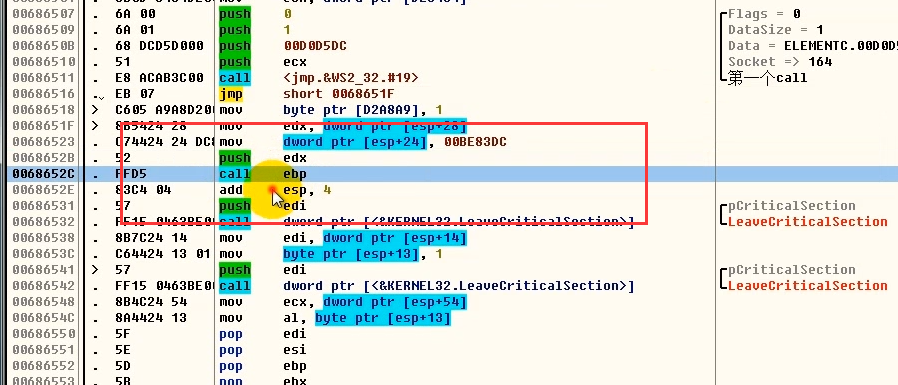 00686507 . 6A 00 push 0 Flags = 0
00686509 . 6A 01 push 1 DataSize = 1
0068650B . 68 DCD5D000 push 00D0D5DC Data = ELEMENTC.00D0D5
00686510 . 51 push ecx Socket => 164
00686511 . E8 ACAB3C00 call <jmp.&WS2_32.#19> 第一个call
00686516 . EB 07 jmp short 0068651F
00686518 > C605 A9A8D20 mov byte ptr [D2A8A9], 1
0068651F > 8B5424 28 mov edx, dword ptr [esp+28]
00686523 . C74424 24 DC mov dword ptr [esp+24], 00BE83DC
0068652B . 52 push edx
0068652C . FFD5 call ebp
0068652E . 83C4 04 add esp, 4
00686531 . 57 push edi pCriticalSection
00686532 . FF15 0463BE00 call dword ptr [<&KERNEL32.LeaveCriticalSection>] LeaveCriticalSection
00686538 . 8B7C24 14 mov edi, dword ptr [esp+14]
0068653C . C64424 13 01 mov byte ptr [esp+13], 1
00686541 > 57 push edi pCriticalSection
00686542 . FF15 0463BE00 call dword ptr [<&KERNEL32.LeaveCriticalSection>] LeaveCriticalSection
00686548 . 8B4C24 54 mov ecx, dword ptr [esp+54]
0068654C . 8A4424 13 mov al, byte ptr [esp+13]
00686550 . 5F pop edi
00686551 . 5E pop esi
00686552 . 5D pop ebp
00686553 . 5B pop ebx